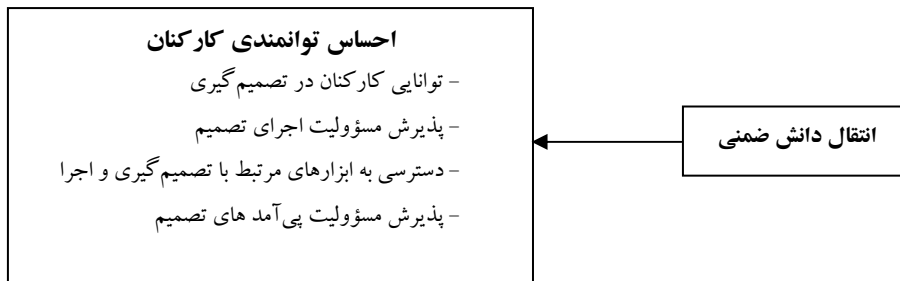 احساس توانمندی کارکنان
- توانایی کارکنان در تصمیم‌گیری
- پذیرش مسؤولیت اجرای تصمیم
- دسترسی به ابزارهای مرتبط با تصمیم‌گیری و اجرا
- پذیرش مسؤولیت پی‌آمد های تصمیم
انتقال دانش ضمنی